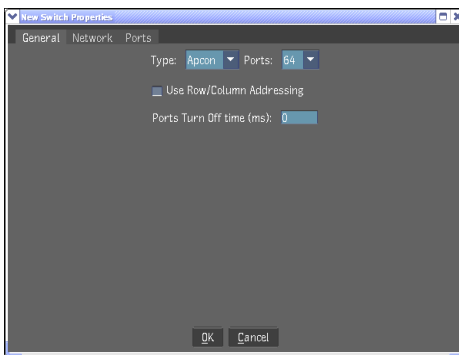 New Switch Properties
General Network Ports
Type: Apcon Ports: 64
Use Row/Column Addressing
Ports Turn Off time (ms): 0
OK Cancel